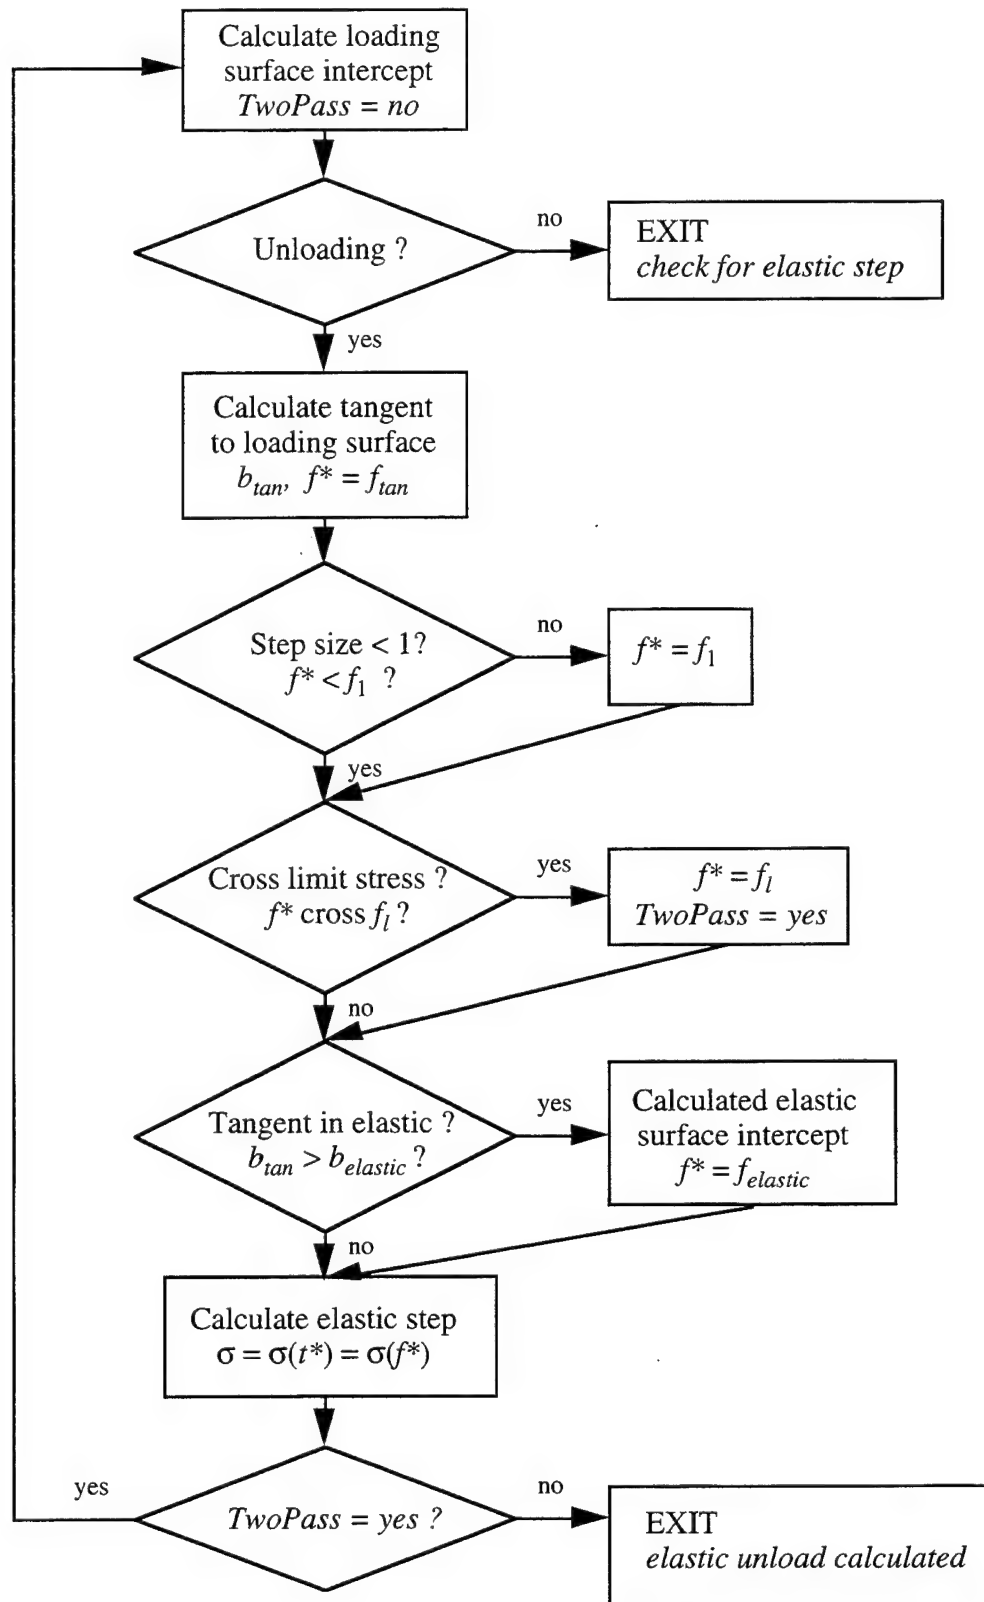 Calculate loading
surface intercept
TwoPass = no
Unloading ?
no
EXIT
check for elastic step
yes
Calculate tangent
to loading surface
b_tan, f* = f_tan
Step size < 1?
f* < f_1 ?
no
f* = f_1
yes
Cross limit stress ?
f* cross f_l ?
yes
f* = f_l
TwoPass = yes
no
Tangent in elastic ?
b_tan > b_elastic ?
yes
Calculated elastic
surface intercept
f* = f_elastic
no
Calculate elastic step
σ = σ(t*) = σ(f*)
yes
TwoPass = yes ?
no
EXIT
elastic unload calculated